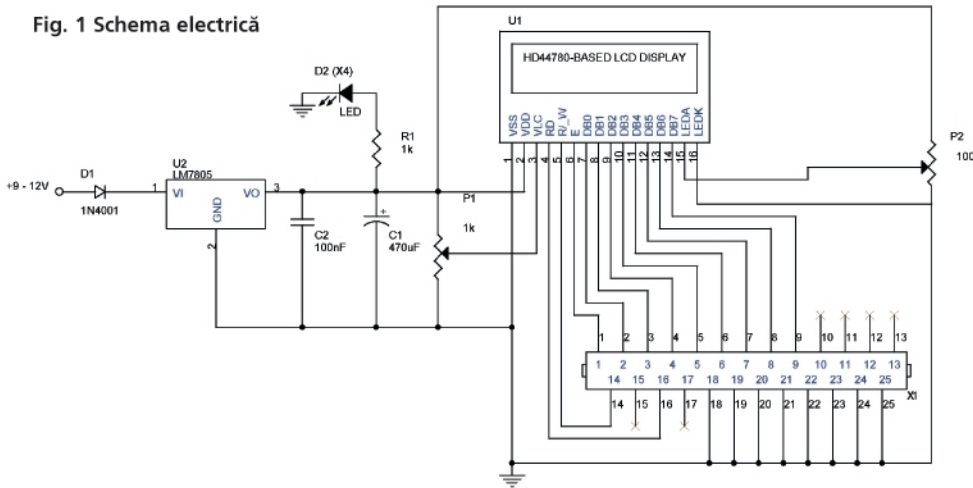 Fig. 1 Schema electrică
U1
HD44780-BASED LCD DISPLAY
VSS
VDD
VLC
RD
R/_W
E
DB0
DB1
DB2
DB3
DB4
DB5
DB6
DB7
LEDA
LEDK
1
2
3
4
5
6
7
8
9
10
11
12
13
14
15
16
D2 (X4)
LED
R1
1k
P2
100
+9 - 12V
D1
1N4001
U2
LM7805
1
VI
VO
3
GND
2
C2
100nF
+
C1
470uF
P1
1k
1 2 3 4 5 6 7 8 9 10 11 12 13
1 2 3 4 5 6 7 8 9 10 11 12 13
14 15 16 17 18 19 20 21 22 23 24 25
X1
14 15 16 17 18 19 20 21 22 23 24 25